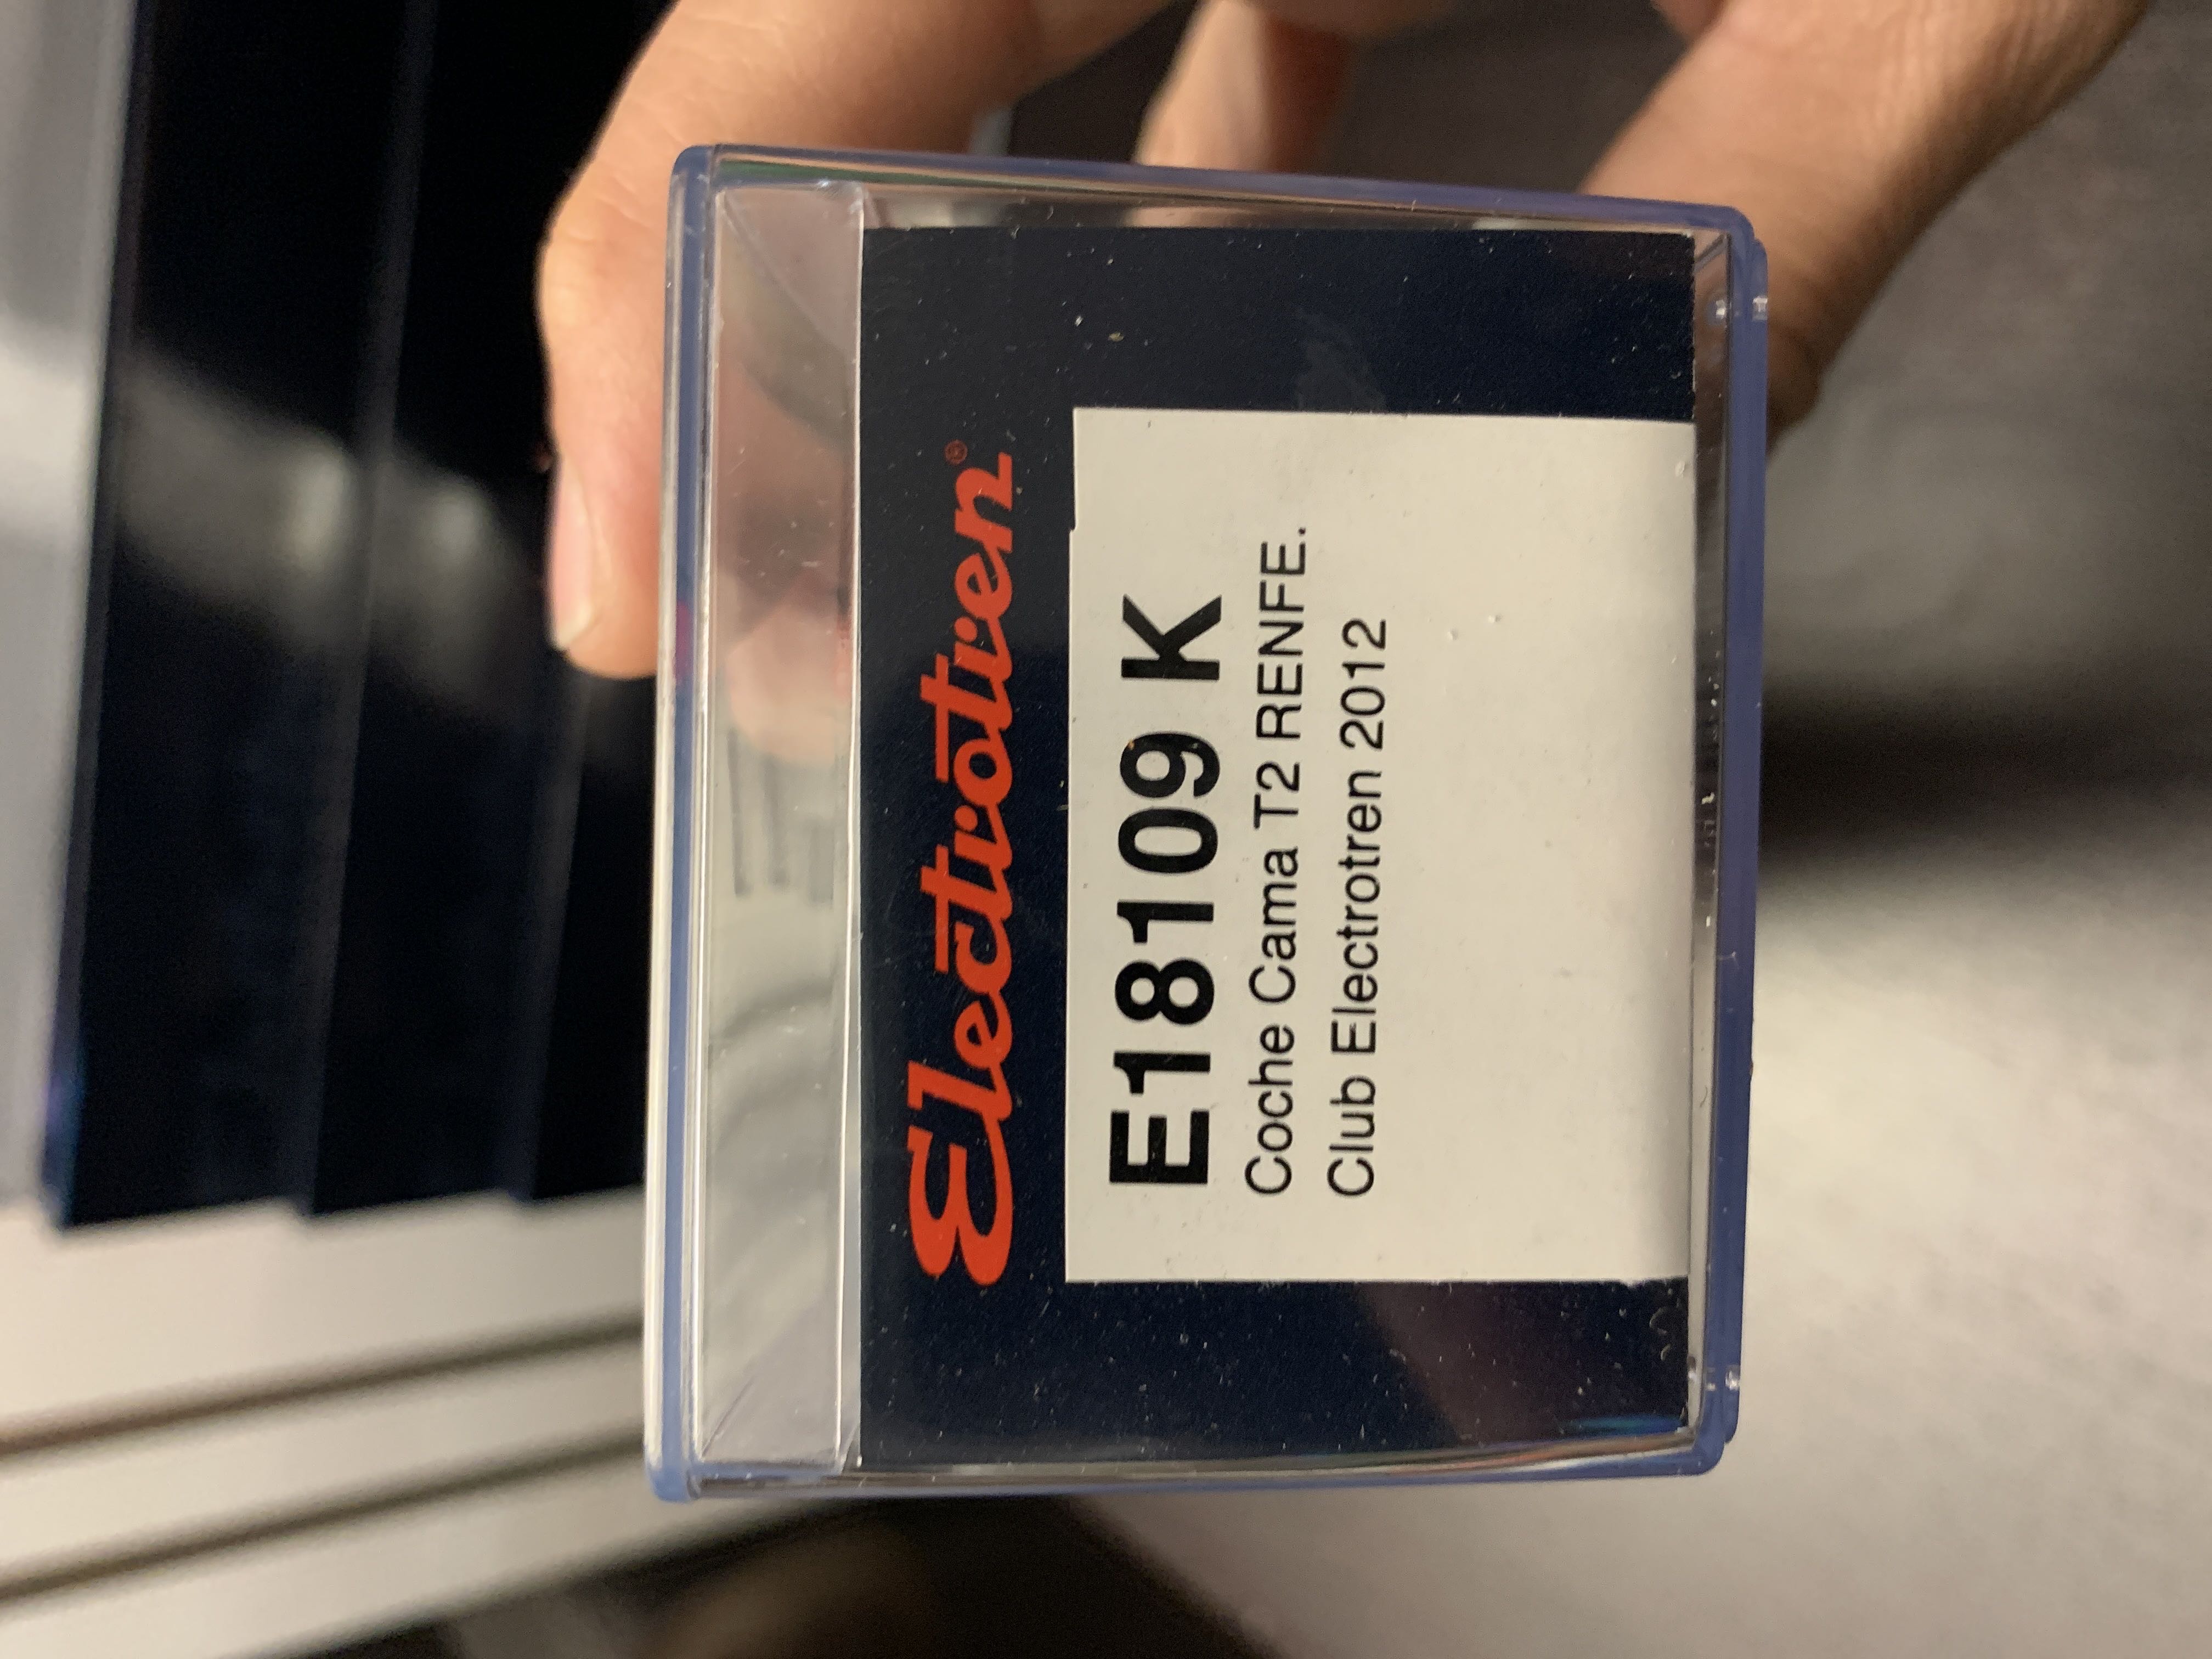 Electrotren®
E18109 K
Coche Cama T2 RENFE.
Club Electrotren 2012